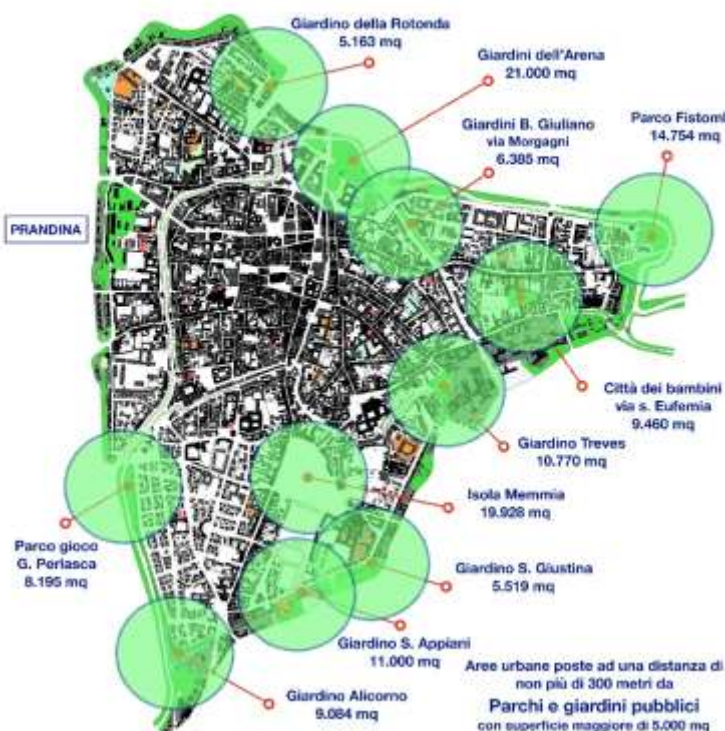 Giardino della Rotonda
5.163 mq
Giardini dell'Arena
21.000 mq
Giardini B. Giuliano
via Morgagni
6.385 mq
Parco Fistomba
14.754 mq
PRANDINA
Città dei bambini
via s. Eufemia
9.460 mq
Giardino Treves
10.770 mq
Isola Memmia
19.928 mq
Parco gioco
G. Perlasca
8.195 mq
Giardino S. Giustina
5.519 mq
Giardino S. Appiani
11.000 mq
Giardino Alicorno
9.084 mq
Aree urbane poste ad una distanza di
non più di 300 metri da
Parchi e giardini pubblici
con superficie maggiore di 5.000 mq